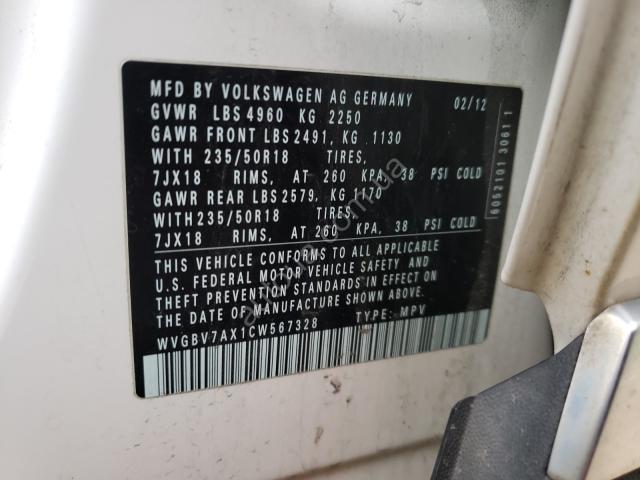 MFD BY VOLKSWAGEN AG GERMANY 02/12
GVWR LBS 4960 KG 2250
GAWR FRONT LBS 2491, KG 1130
WITH 235/50R18 TIRES,
7JX18 RIMS, AT 260 KPA, 38 PSI COLD
GAWR REAR LBS 2579, KG 1170
WITH 235/50R18 TIRES,
7JX18 RIMS, AT 260 KPA, 38 PSI COLD
THIS VEHICLE CONFORMS TO ALL APPLICABLE
U.S. FEDERAL MOTOR VEHICLE SAFETY AND
THEFT PREVENTION STANDARDS IN EFFECT ON
THE DATE OF MANUFACTURE SHOWN ABOVE.
WVGBV7AX1CW567328 TYPE: MPV
6052101 3061 1